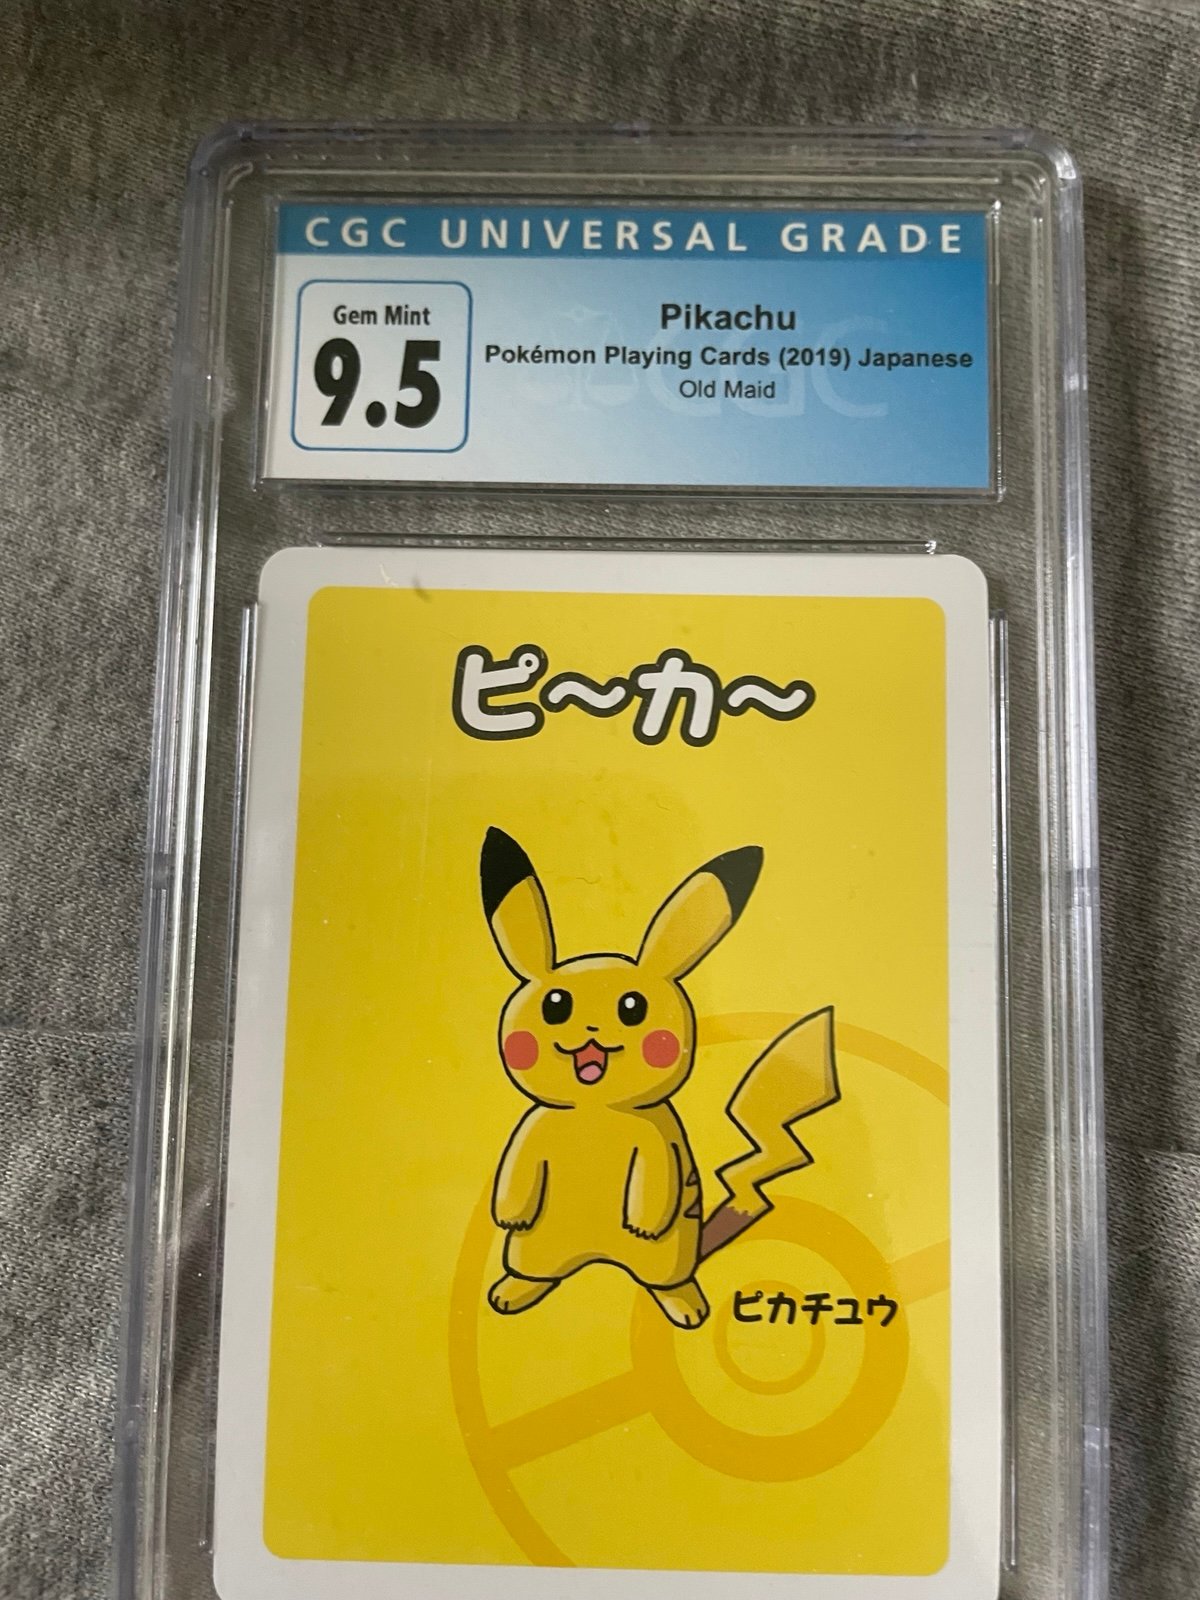 CGC UNIVERSAL GRADE
Gem Mint
9.5
Pikachu
Pokémon Playing Cards (2019) Japanese
Old Maid
CGC
ピ～カ～
ピカチュウ